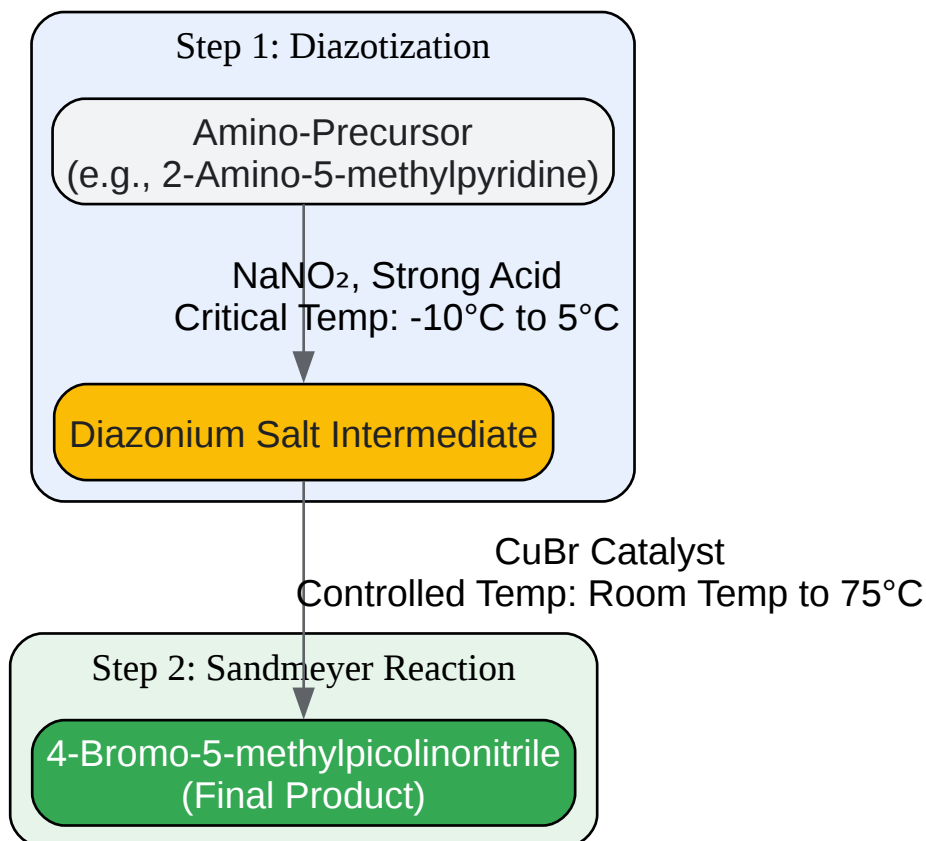 Step 1: Diazotization
Amino-Precursor
(e.g., 2-Amino-5-methylpyridine)
NaNO₂, Strong Acid
Critical Temp: -10°C to 5°C
Diazonium Salt Intermediate
CuBr Catalyst
Controlled Temp: Room Temp to 75°C
Step 2: Sandmeyer Reaction
4-Bromo-5-methylpicolinonitrile
(Final Product)